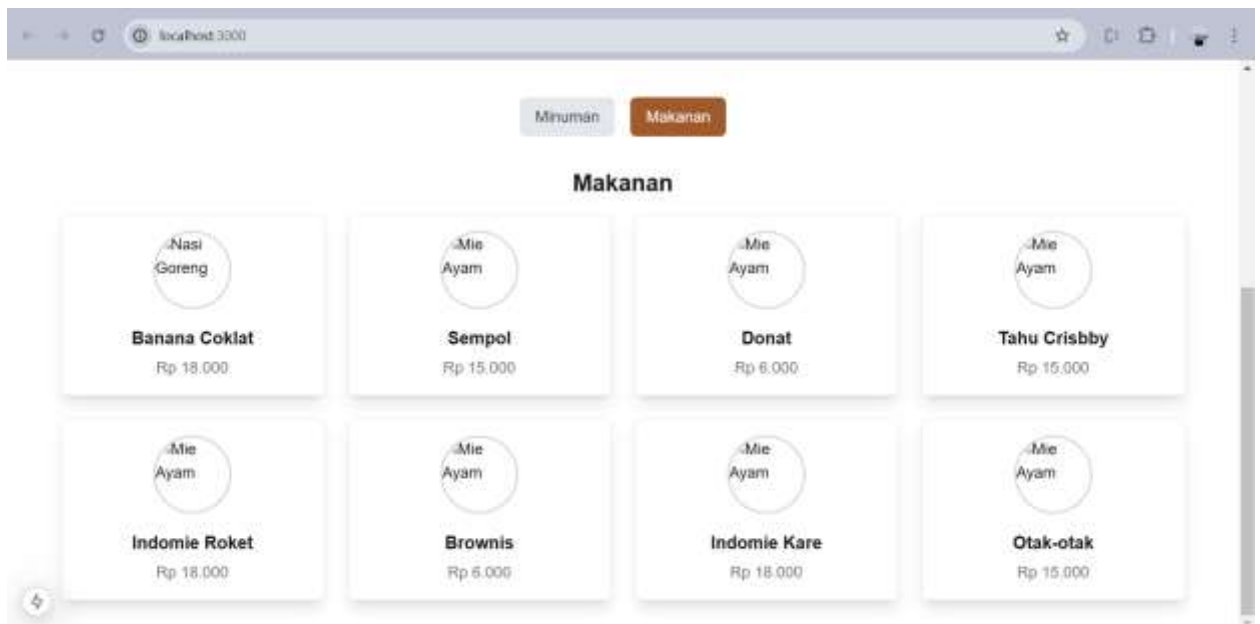 localhost:3000
Minuman Makanan
Makanan
Nasi Goreng
Banana Coklat
Rp 18.000
Mie Ayam
Sempol
Rp 15.000
Mie Ayam
Donat
Rp 6.000
Mie Ayam
Tahu Crisbby
Rp 15.000
Mie Ayam
Indomie Roket
Rp 18.000
Mie Ayam
Brownis
Rp 6.000
Mie Ayam
Indomie Kare
Rp 18.000
Mie Ayam
Otak-otak
Rp 15.000